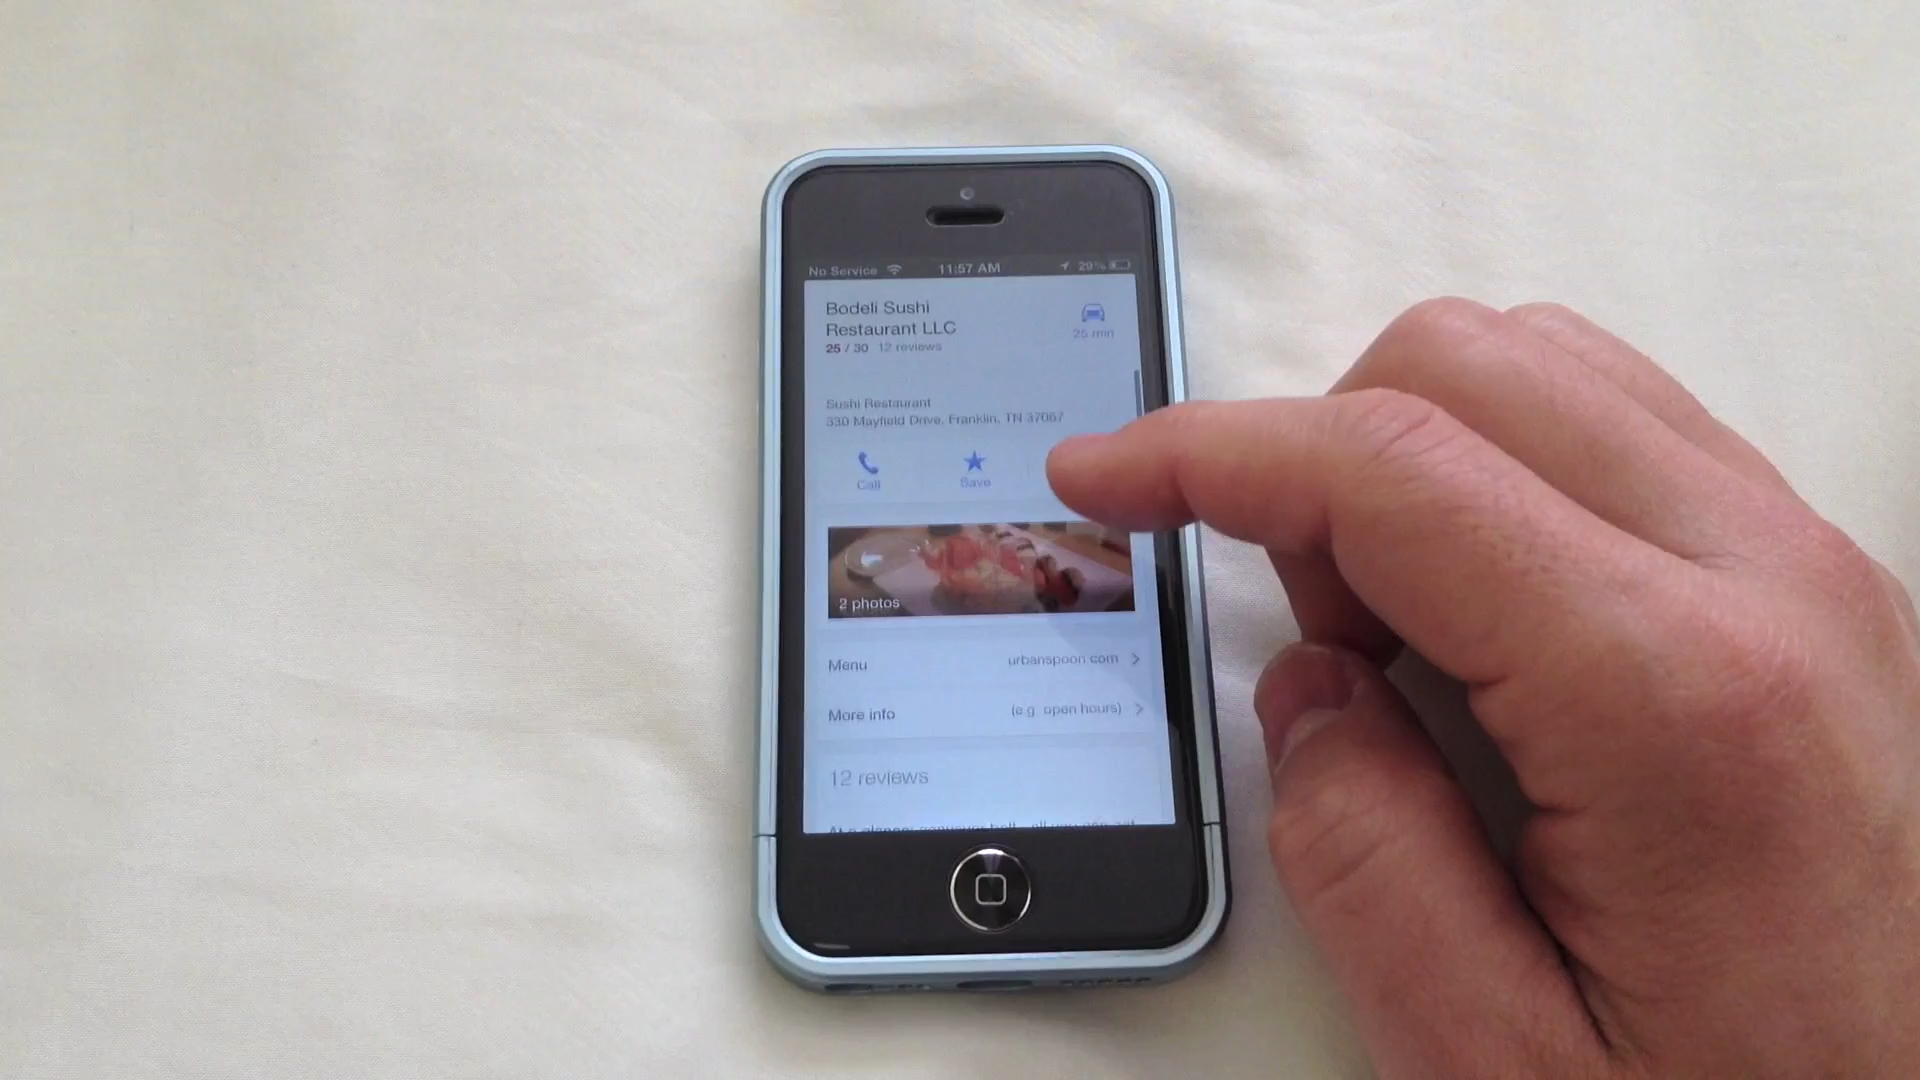 No Service 11:57 AM 29%
Bodeli Sushi
Restaurant LLC
25 min
25 / 30 12 reviews
Sushi Restaurant
330 Mayfield Drive, Franklin, TN 37067
Call Save
2 photos
Menu urbanspoon.com
More info (e.g. open hours)
12 reviews